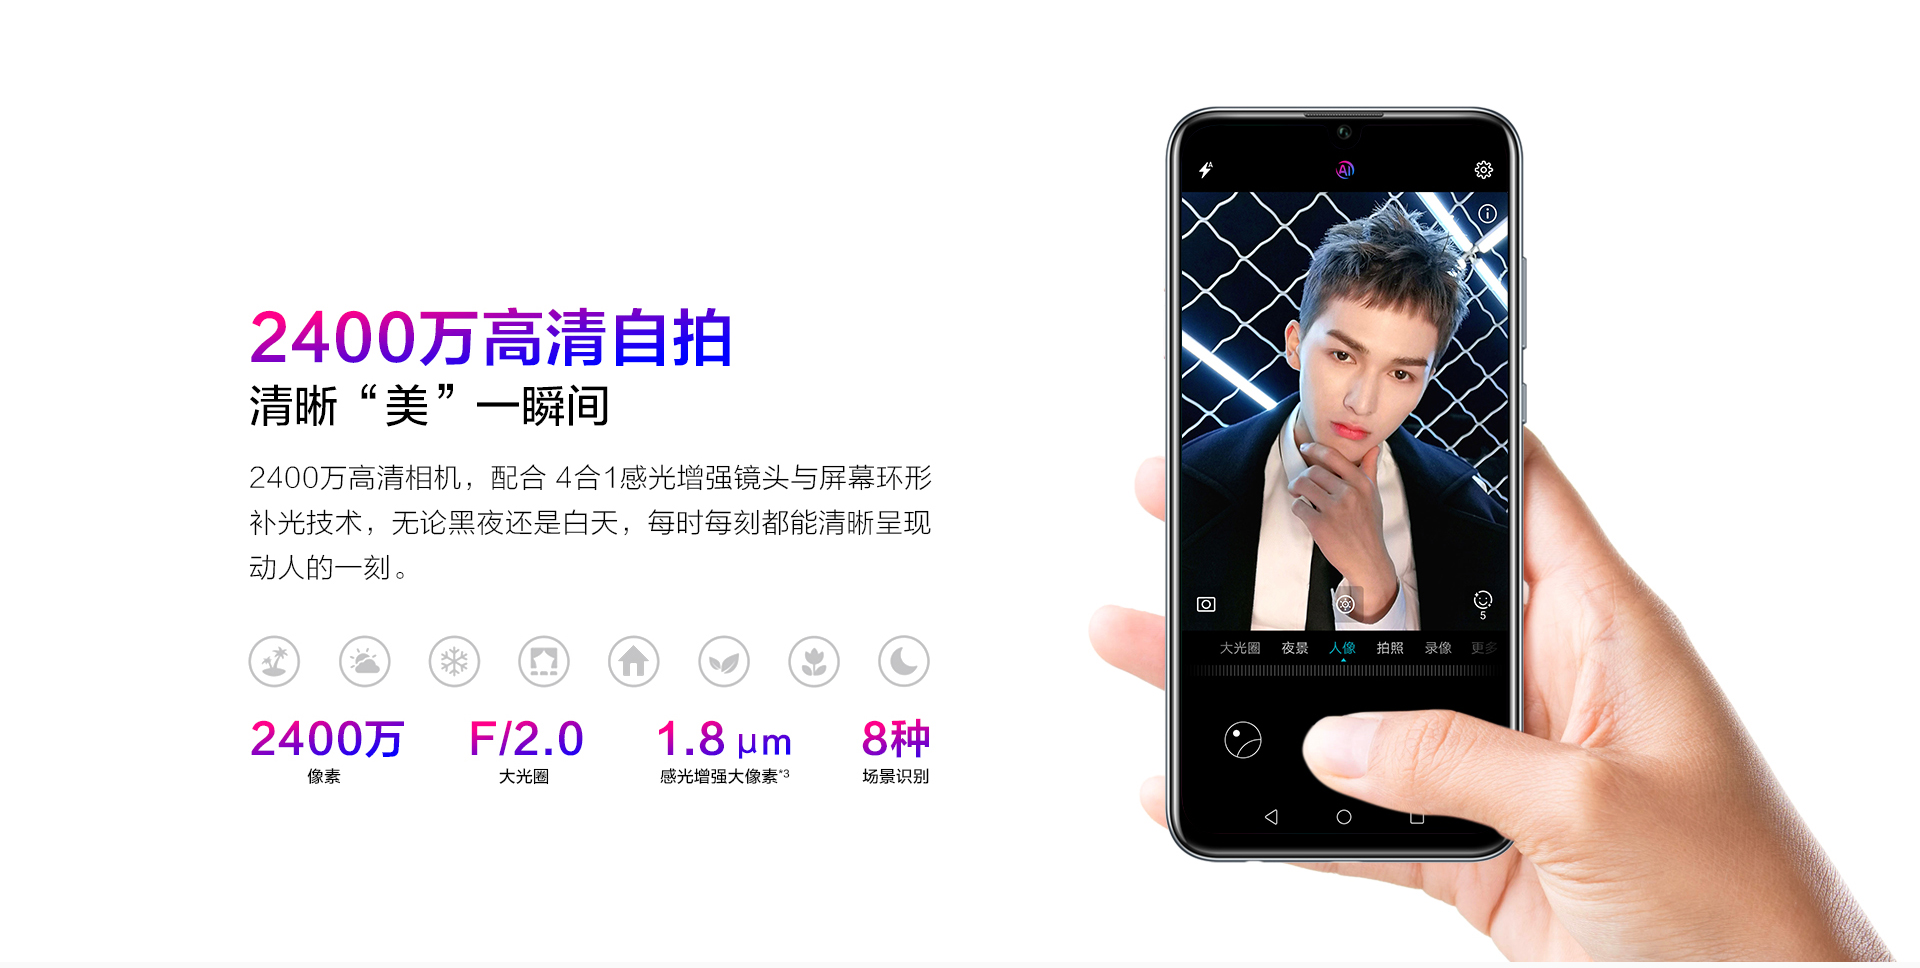 2400万高清自拍
清晰“美”一瞬间
2400万高清相机，配合 4合1感光增强镜头与屏幕环形
补光技术，无论黑夜还是白天，每时每刻都能清晰呈现
动人的一刻。
2400万 F/2.0 1.8 μm 8种
像素 大光圈 感光增强大像素*3 场景识别
A
AI
5
大光圈 夜景 人像 拍照 录像 更多